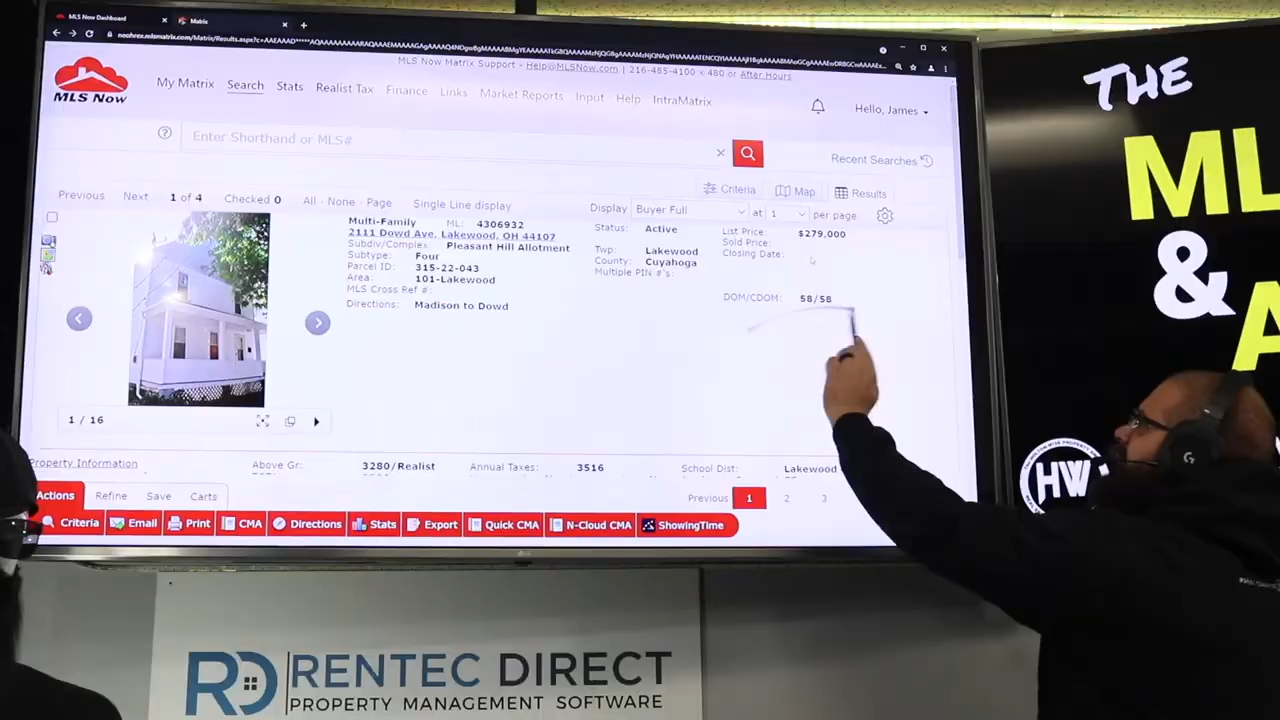 MLS Now Dashboard
Matrix
MLS Now Matrix Support - Help@MLSNow.com | 216-485-4100 x 480 or After Hours
MLS Now
My Matrix Search Stats Realist Tax Finance Links Market Reports Input Help IntraMatrix
Hello, James
Enter Shorthand or MLS#
Recent Searches
Criteria Map Results
Previous Next 1 of 4 Checked 0 All · None · Page Single Line display
Display Buyer Full at 1 per page
Multi-Family ML: 4306932
2111 Dowd Ave, Lakewood, OH 44107
Subdiv/Complex Pleasant Hill Allotment
Subtype: Four
Parcel ID: 315-22-043
Area: 101-Lakewood
MLS Cross Ref #:
Directions: Madison to Dowd
Status: Active
Twp: Lakewood
County: Cuyahoga
Multiple PIN #'s:
List Price: $279,000
Sold Price:
Closing Date:
DOM/CDOM: 58/58
1 / 16
Property Information
Above Gr: 3280/Realist
Annual Taxes: 3516
School Dist: Lakewood
Actions Refine Save Carts
Previous 1 2 3
Criteria Email Print CMA Directions Stats Export Quick CMA N-Cloud CMA ShowingTime
THE
ML
&
A
HW
G
RD RENTEC DIRECT
PROPERTY MANAGEMENT SOFTWARE